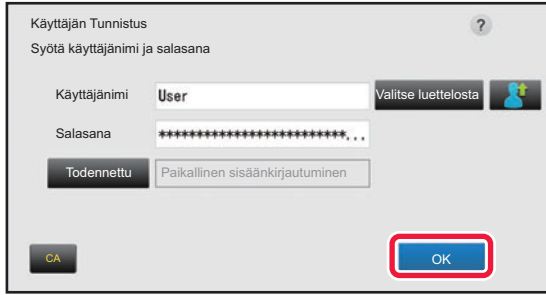 Käyttäjän Tunnistus
?
Syötä käyttäjänimi ja salasana
Käyttäjänimi User Valitse luettelosta
Salasana *************************...
Todennettu Paikallinen sisäänkirjautuminen
CA OK